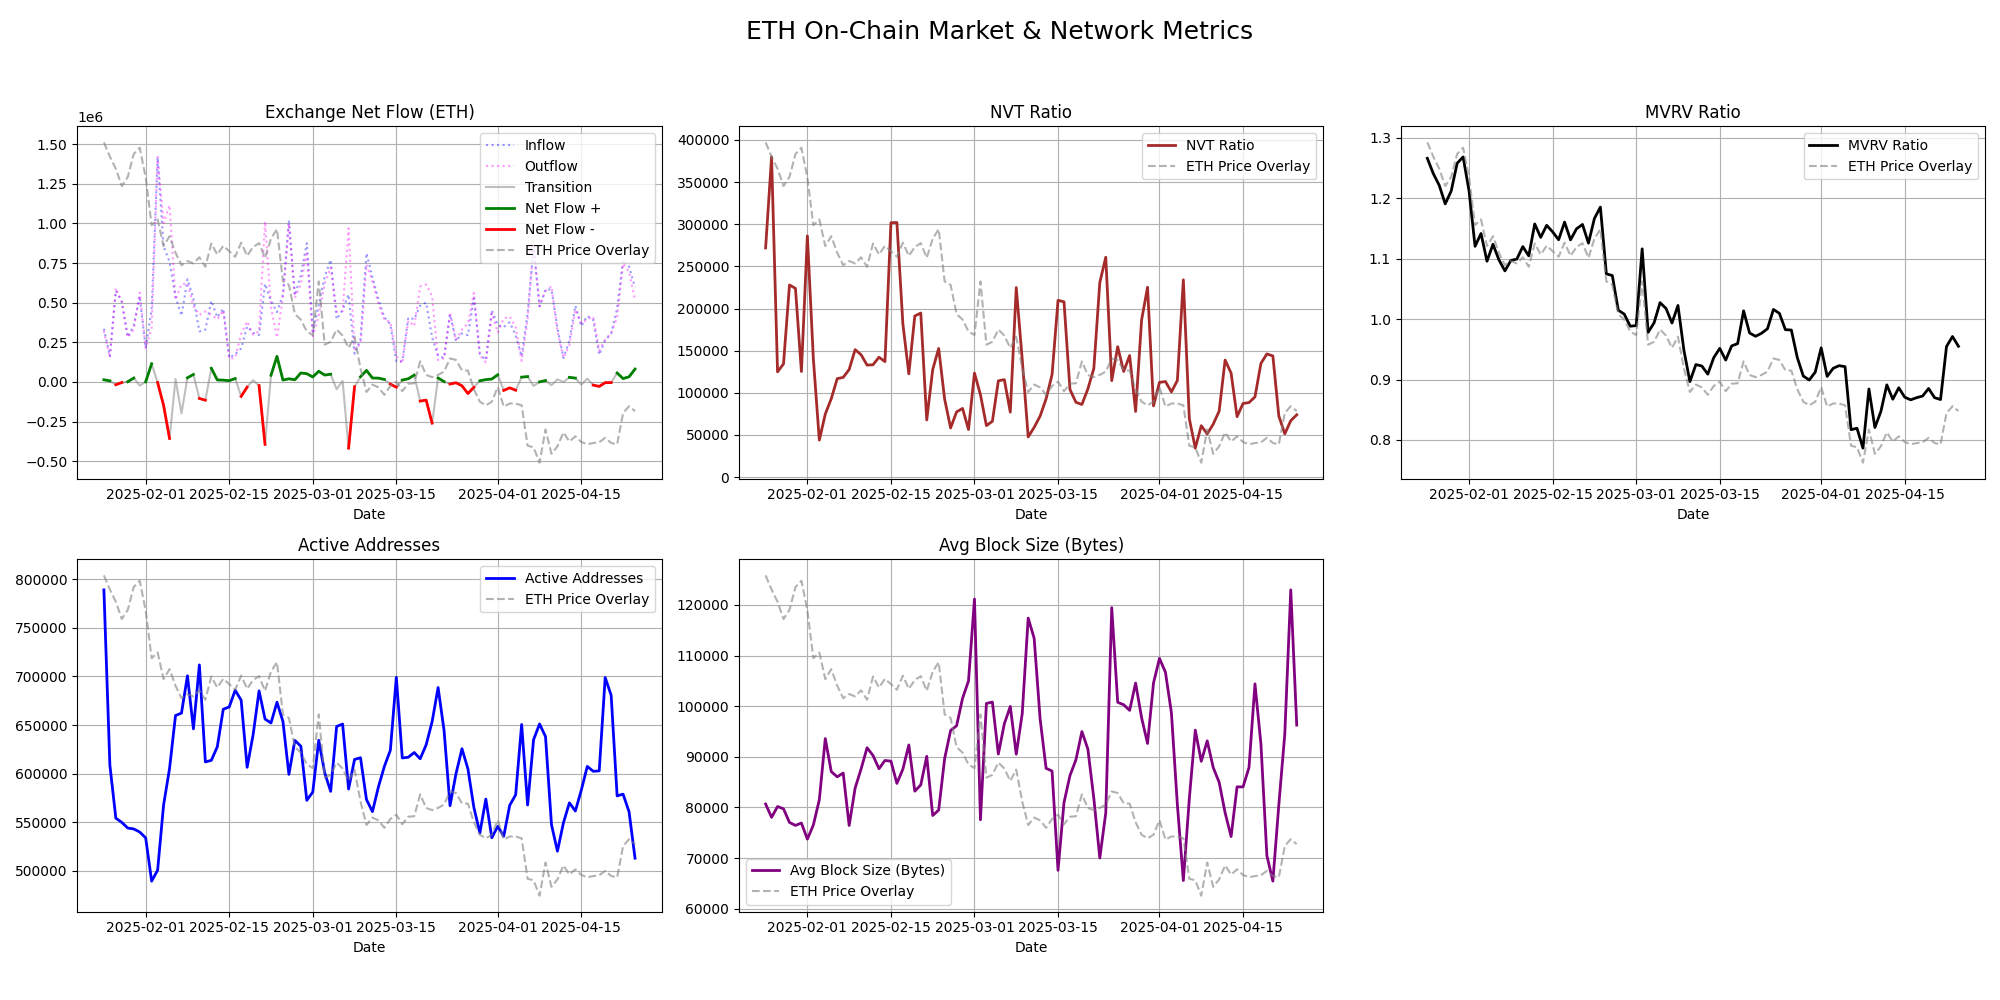 ETH On-Chain Market & Network Metrics
Exchange Net Flow (ETH)
1e6
1.50
1.25
1.00
0.75
0.50
0.25
0.00
−0.25
−0.50
Inflow
Outflow
Transition
Net Flow +
Net Flow -
ETH Price Overlay
2025-02-01 2025-02-15 2025-03-01 2025-03-15 2025-04-01 2025-04-15
Date
NVT Ratio
400000
350000
300000
250000
200000
150000
100000
50000
0
NVT Ratio
ETH Price Overlay
2025-02-01 2025-02-15 2025-03-01 2025-03-15 2025-04-01 2025-04-15
Date
MVRV Ratio
1.3
1.2
1.1
1.0
0.9
0.8
MVRV Ratio
ETH Price Overlay
2025-02-01 2025-02-15 2025-03-01 2025-03-15 2025-04-01 2025-04-15
Date
Active Addresses
800000
750000
700000
650000
600000
550000
500000
Active Addresses
ETH Price Overlay
2025-02-01 2025-02-15 2025-03-01 2025-03-15 2025-04-01 2025-04-15
Date
Avg Block Size (Bytes)
120000
110000
100000
90000
80000
70000
60000
Avg Block Size (Bytes)
ETH Price Overlay
2025-02-01 2025-02-15 2025-03-01 2025-03-15 2025-04-01 2025-04-15
Date